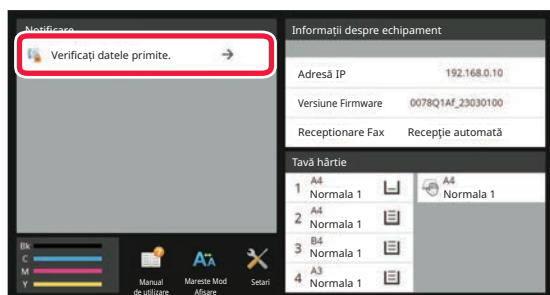 Notificare
Verificați datele primite.
Informații despre echipament
Adresă IP 192.168.0.10
Versiune Firmware 0078Q1Af_23030100
Receptionare Fax Recepție automată
Tavă hârtie
1 A4 Normala 1
A4 Normala 1
2 A4 Normala 1
3 B4 Normala 1
4 A3 Normala 1
Bk
C
M
Y
Manual de utilizare
Mareste Mod Afisare
Setari